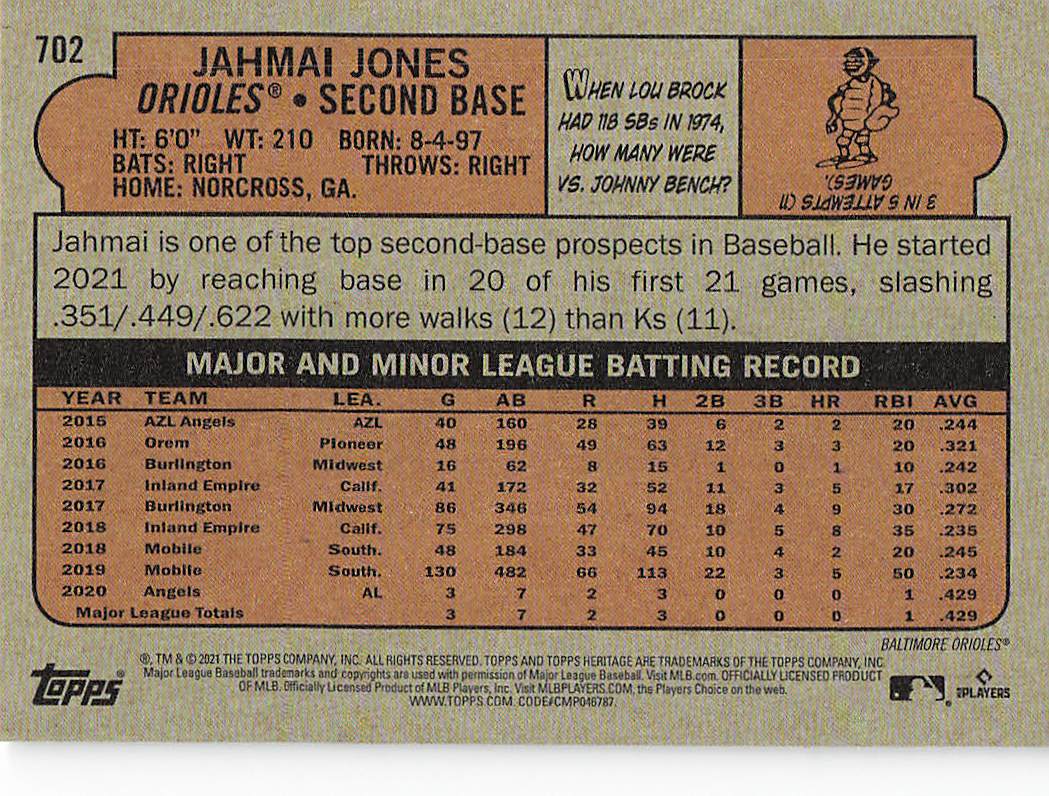 702
JAHMAI JONES
ORIOLES® • SECOND BASE
HT: 6'0" WT: 210 BORN: 8-4-97
BATS: RIGHT THROWS: RIGHT
HOME: NORCROSS, GA.
WHEN LOU BROCK
HAD 118 SBs IN 1974,
HOW MANY WERE
VS. JOHNNY BENCH?
3 IN 5 ATTEMPTS (11
GAMES).
Jahmai is one of the top second-base prospects in Baseball. He started
2021 by reaching base in 20 of his first 21 games, slashing
.351/.449/.622 with more walks (12) than Ks (11).
MAJOR AND MINOR LEAGUE BATTING RECORD
YEAR TEAM LEA. G AB R H 2B 3B HR RBI AVG
2015 AZL Angels AZL 40 160 28 39 6 2 2 20 .244
2016 Orem Pioneer 48 196 49 63 12 3 3 20 .321
2016 Burlington Midwest 16 62 8 15 1 0 1 10 .242
2017 Inland Empire Calif. 41 172 32 52 11 3 5 17 .302
2017 Burlington Midwest 86 346 54 94 18 4 9 30 .272
2018 Inland Empire Calif. 75 298 47 70 10 5 8 35 .235
2018 Mobile South. 48 184 33 45 10 4 2 20 .245
2019 Mobile South. 130 482 66 113 22 3 5 50 .234
2020 Angels AL 3 7 2 3 0 0 0 1 .429
Major League Totals 3 7 2 3 0 0 0 1 .429
BALTIMORE ORIOLES®
®, TM & © 2021 THE TOPPS COMPANY, INC. ALL RIGHTS RESERVED. TOPPS AND TOPPS HERITAGE ARE TRADEMARKS OF THE TOPPS COMPANY, INC.
Major League Baseball trademarks and copyrights are used with permission of Major League Baseball. Visit MLB.com. OFFICIALLY LICENSED PRODUCT
OF MLB. Officially Licensed Product of MLB Players, Inc. Visit MLBPLAYERS.COM, the Players Choice on the web.
WWW.TOPPS.COM. CODE#CMP046787.
topps®
PLAYERS